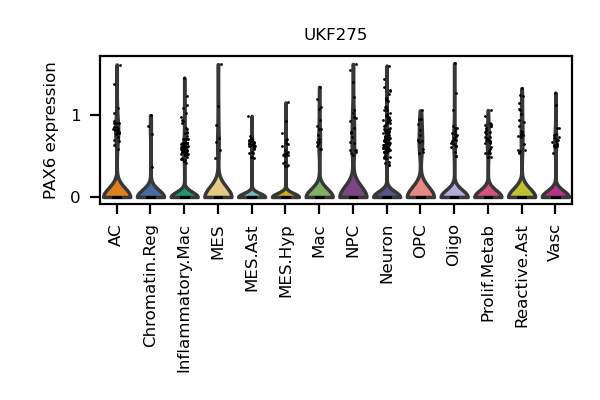 UKF275
PAX6 expression
1
0
AC
Chromatin.Reg
Inflammatory.Mac
MES
MES.Ast
MES.Hyp
Mac
NPC
Neuron
OPC
Oligo
Prolif.Metab
Reactive.Ast
Vasc